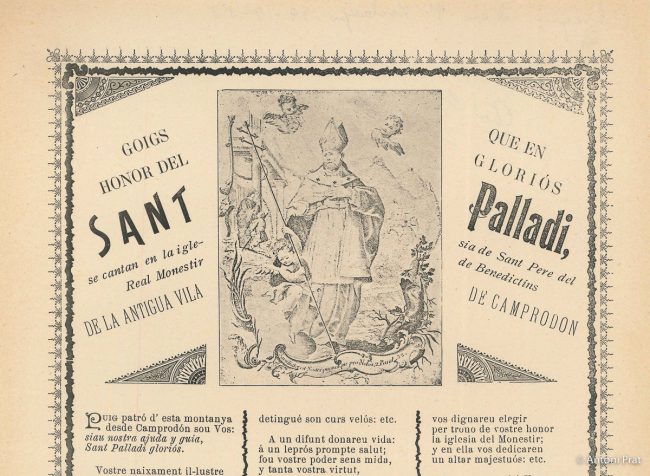 GOIGS QUE EN
HONOR DEL GLORIÓS
SANT Palladi,
se cantan en la igle- sia de Sant Pere del
Real Monestir de Benedictins
DE LA ANTIGUA VILA DE CAMPRODON
PUIG patró d' esta montanya
desde Camprodón sou Vos:
siau nostra ajuda y guia,
Sant Palladi gloriós.
Vostre naixament il-lustre
detingué son curs velós: etc.
A un difunt donareu vida:
á un leprós prompte salut;
fou vostre poder sens mida,
y tanta vostra virtut,
vos dignareu elegir
per trono de vostre honor
la iglesia del Monestir;
y en ella vos dedicaren
un altar majestuós: etc.
© Antoni Prat